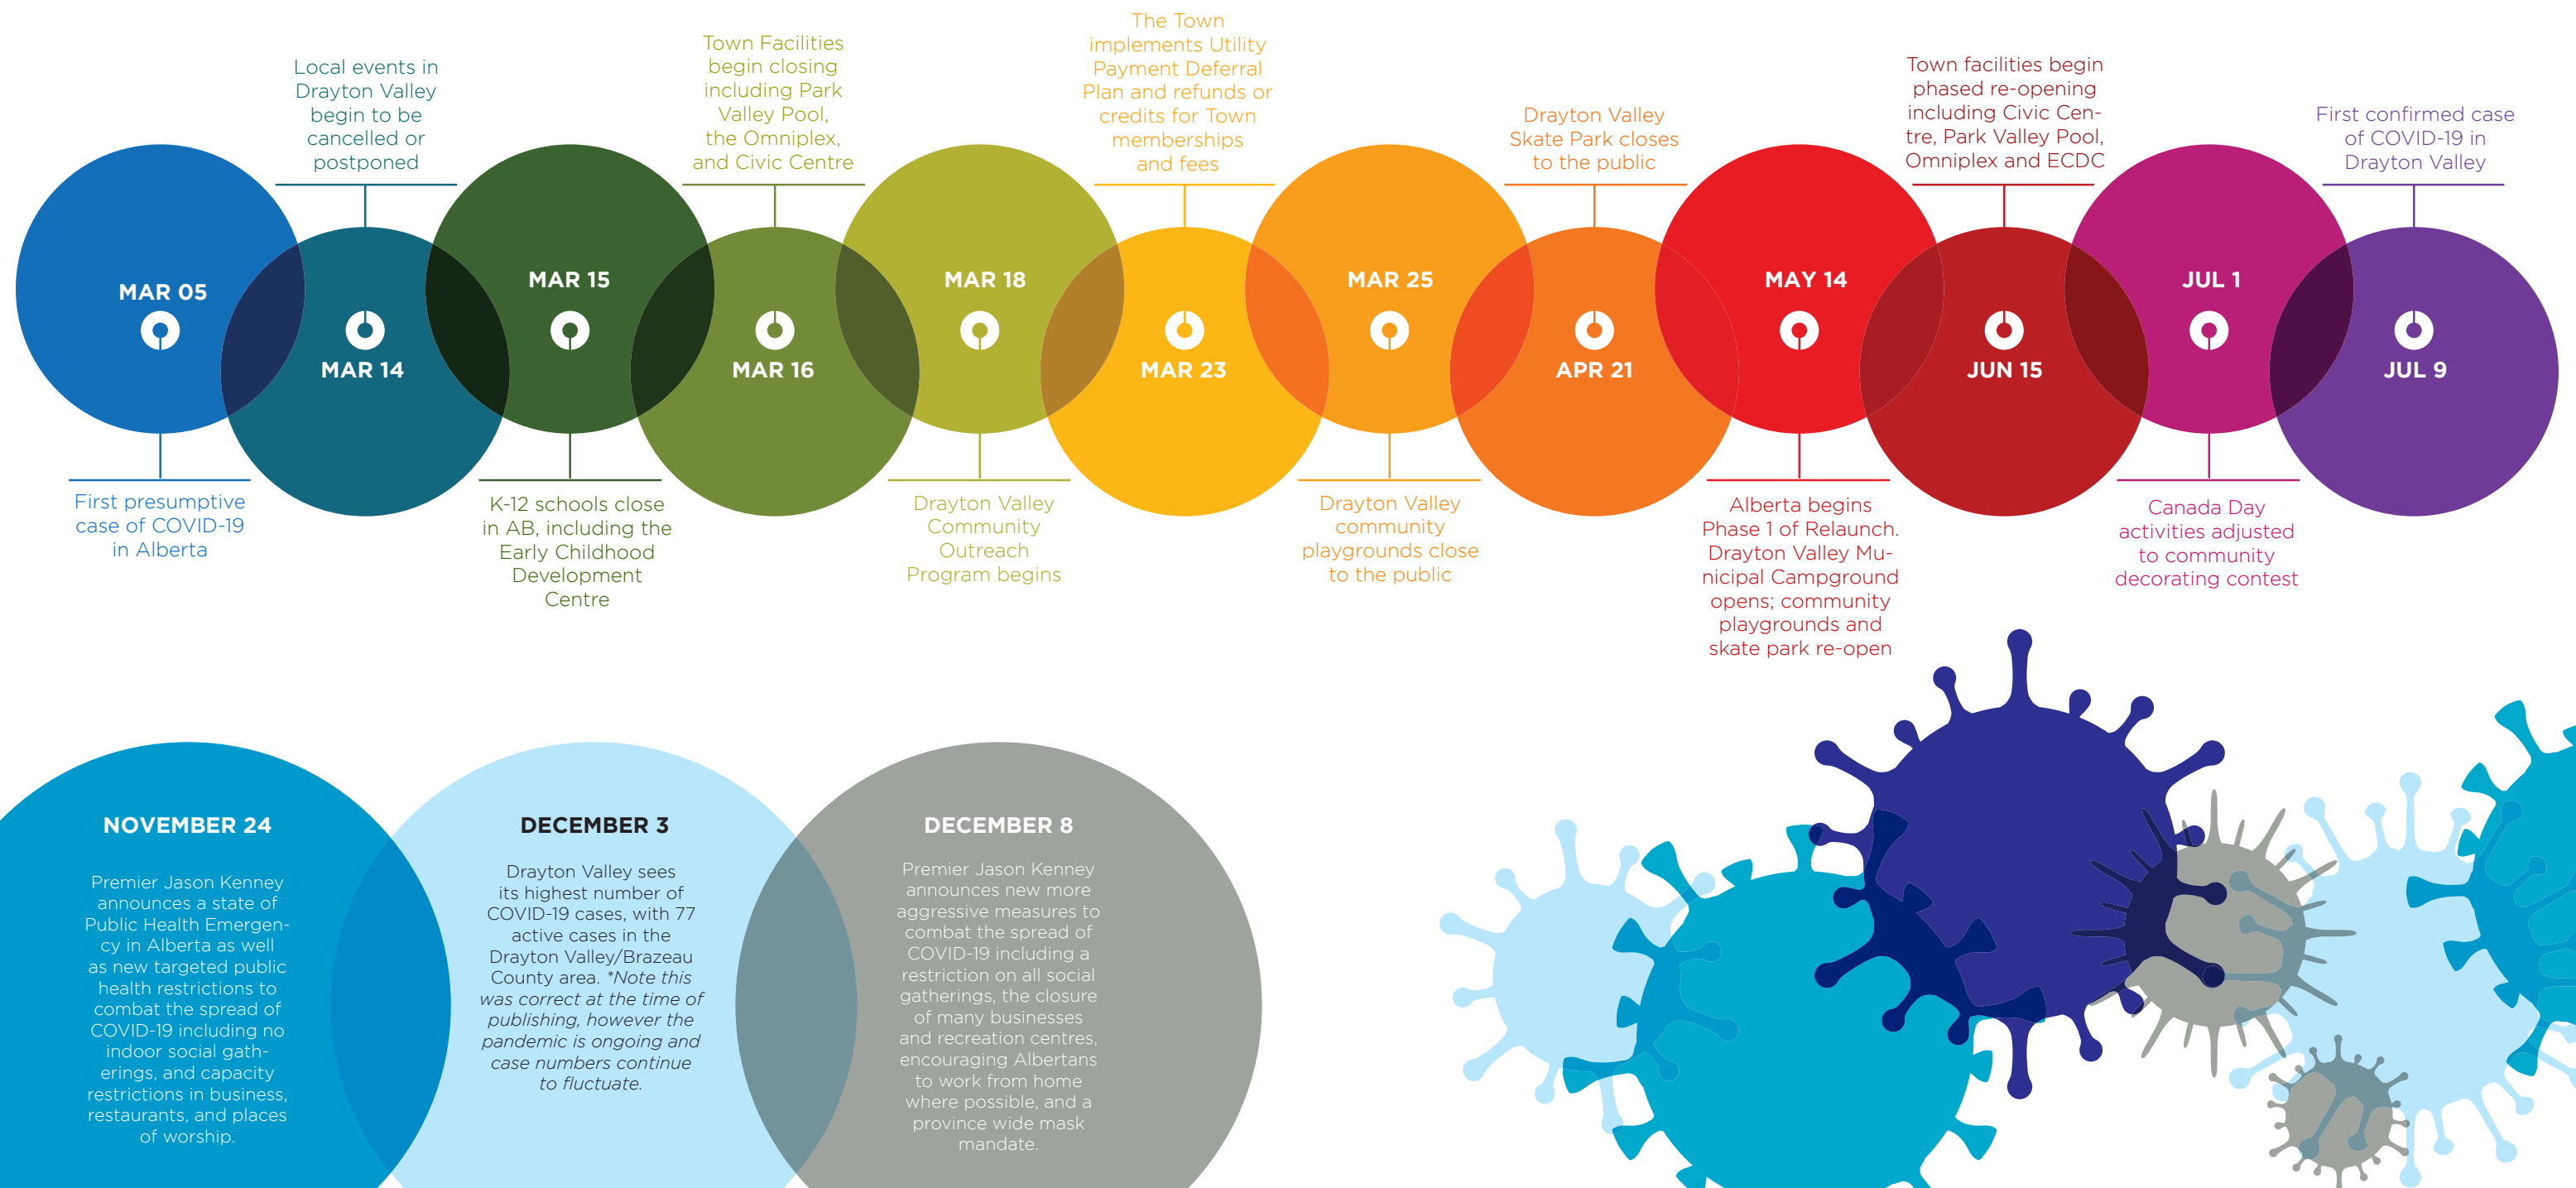 MAR 05
First presumptive
case of COVID-19
in Alberta
Local events in
Drayton Valley
begin to be
cancelled or
postponed
MAR 14
MAR 15
K-12 schools close
in AB, including the
Early Childhood
Development
Centre
Town Facilities
begin closing
including Park
Valley Pool,
the Omniplex,
and Civic Centre
MAR 16
MAR 18
Drayton Valley
Community
Outreach
Program begins
The Town
implements Utility
Payment Deferral
Plan and refunds or
credits for Town
memberships
and fees
MAR 23
MAR 25
Drayton Valley
community
playgrounds close
to the public
Drayton Valley
Skate Park closes
to the public
APR 21
MAY 14
Alberta begins
Phase 1 of Relaunch.
Drayton Valley Mu-
nicipal Campground
opens; community
playgrounds and
skate park re-open
Town facilities begin
phased re-opening
including Civic Cen-
tre, Park Valley Pool,
Omniplex and ECDC
JUN 15
JUL 1
Canada Day
activities adjusted
to community
decorating contest
First confirmed case
of COVID-19 in
Drayton Valley
JUL 9
NOVEMBER 24
Premier Jason Kenney
announces a state of
Public Health Emergen-
cy in Alberta as well
as new targeted public
health restrictions to
combat the spread of
COVID-19 including no
indoor social gath-
erings, and capacity
restrictions in business,
restaurants, and places
of worship.
DECEMBER 3
Drayton Valley sees
its highest number of
COVID-19 cases, with 77
active cases in the
Drayton Valley/Brazeau
County area. *Note this
was correct at the time of
publishing, however the
pandemic is ongoing and
case numbers continue
to fluctuate.
DECEMBER 8
Premier Jason Kenney
announces new more
aggressive measures to
combat the spread of
COVID-19 including a
restriction on all social
gatherings, the closure
of many businesses
and recreation centres,
encouraging Albertans
to work from home
where possible, and a
province wide mask
mandate.